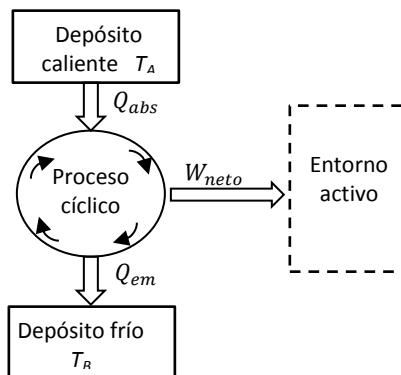 Depósito
caliente T_A
Q_abs
Proceso
cíclico
W_neto
Entorno
activo
Q_em
Depósito frío
T_B